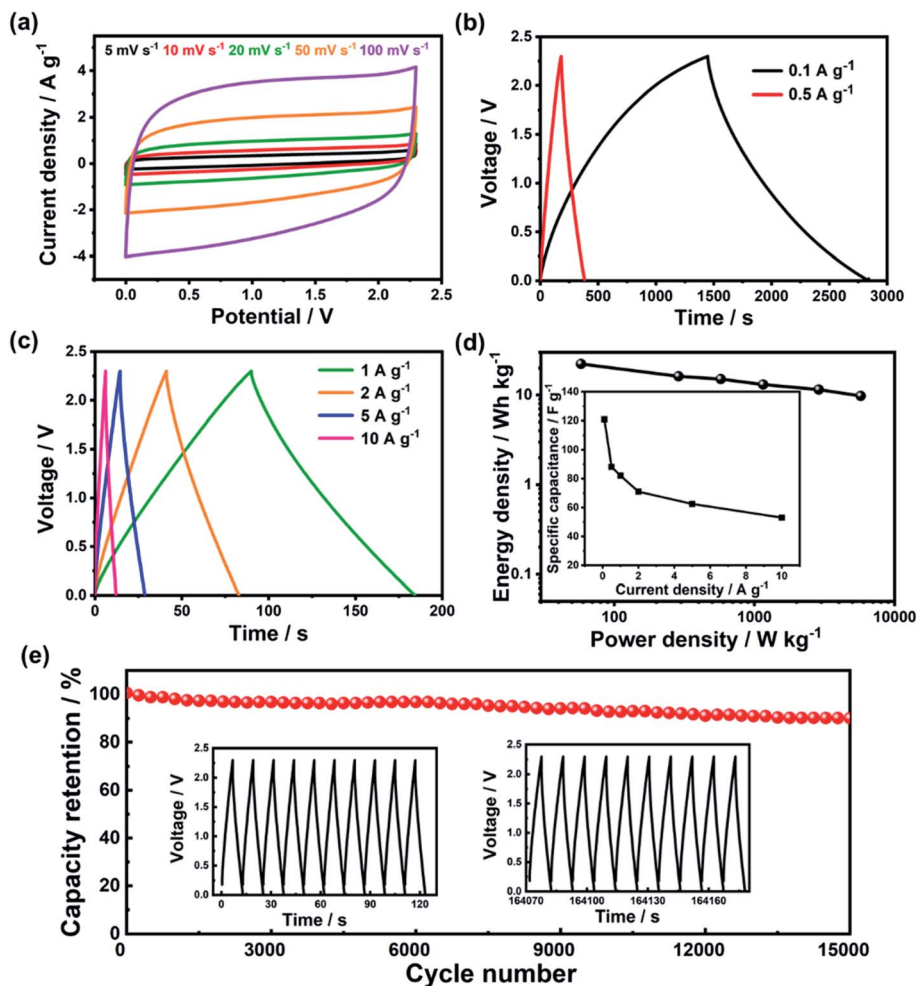 (a)
5 mV s-1 10 mV s-1 20 mV s-1 50 mV s-1 100 mV s-1
Current density / A g-1
4
2
0
-2
-4
0.0 0.5 1.0 1.5 2.0 2.5
Potential / V
(b)
0.1 A g-1
0.5 A g-1
Voltage / V
2.5
2.0
1.5
1.0
0.5
0.0
0 500 1000 1500 2000 2500 3000
Time / s
(c)
1 A g-1
2 A g-1
5 A g-1
10 A g-1
Voltage / V
2.5
2.0
1.5
1.0
0.5
0.0
0 50 100 150 200
Time / s
(d)
Energy density / Wh kg-1
10
1
0.1
100 1000 10000
Power density / W kg-1
Specific capacitance / F g-1
140
120
100
80
60
40
20
0 2 4 6 8 10
Current density / A g-1
(e)
Capacity retention / %
100
80
60
40
20
0
0 3000 6000 9000 12000 15000
Cycle number
Voltage / V
2.5
2.0
1.5
1.0
0.5
0.0
0 30 60 90 120
Time / s
Voltage / V
2.5
2.0
1.5
1.0
0.5
0.0
164070 164100 164130 164160
Time / s